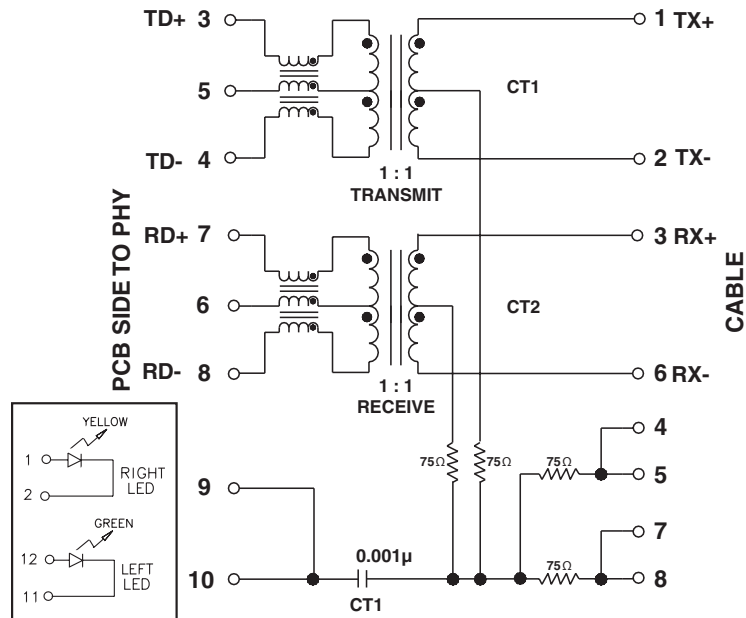 TD+ 3
1 TX+
5
CT1
TD- 4
2 TX-
1 : 1
TRANSMIT
PCB SIDE TO PHY
RD+ 7
3 RX+
6
CT2
CABLE
RD- 8
6 RX-
1 : 1
RECEIVE
YELLOW
1
2
RIGHT
LED
GREEN
12
11
LEFT
LED
4
75Ω
75Ω
75Ω
5
9
7
0.001µ
75Ω
10
8
CT1